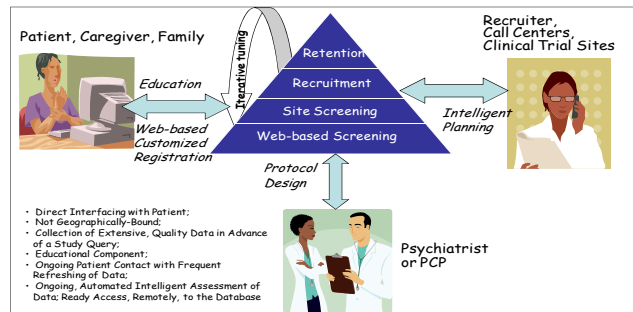 Patient, Caregiver, Family
Education
Web-based
Customized
Registration
Iterative tuning
Retention
Recruitment
Site Screening
Web-based Screening
Recruiter,
Call Centers,
Clinical Trial Sites
Intelligent
Planning
Protocol
Design
Psychiatrist
or PCP
• Direct Interfacing with Patient;
• Not Geographically-Bound;
• Collection of Extensive, Quality Data in Advance
of a Study Query;
• Educational Component;
• Ongoing Patient Contact with Frequent
Refreshing of Data;
• Ongoing, Automated Intelligent Assessment of
Data; Ready Access, Remotely, to the Database